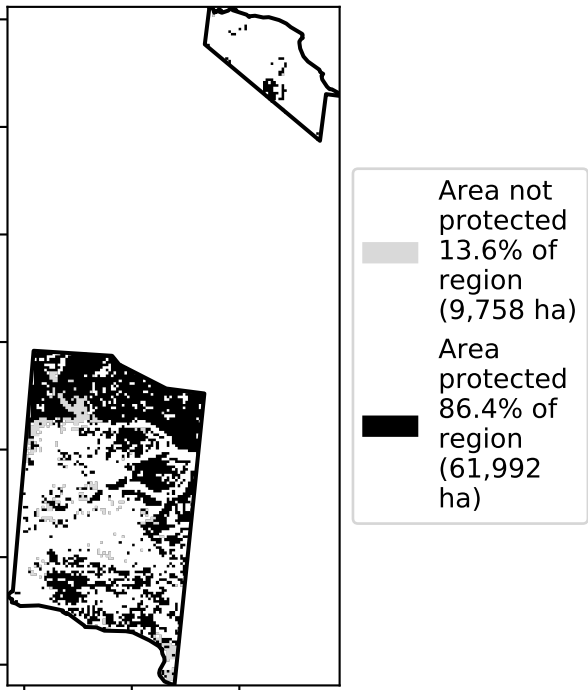 Area not
protected
13.6% of
region
(9,758 ha)
Area
protected
86.4% of
region
(61,992
ha)